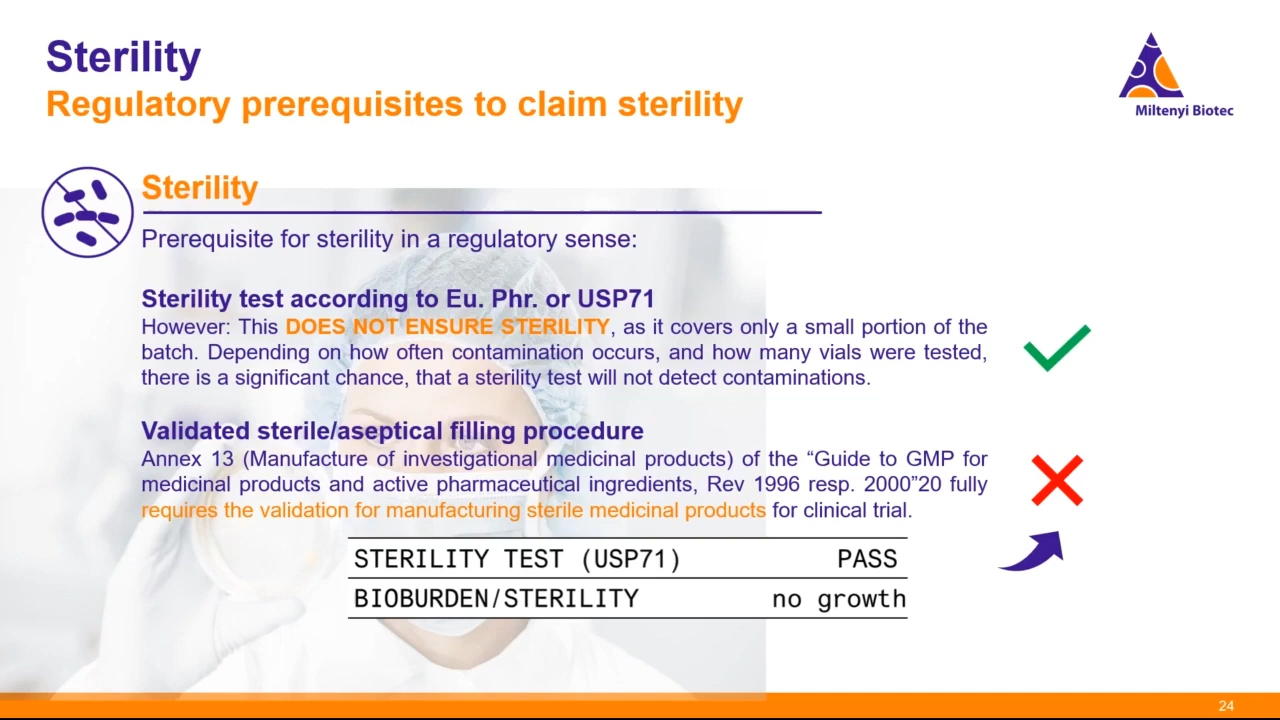 Sterility
Regulatory prerequisites to claim sterility
Miltenyi Biotec
Sterility
Prerequisite for sterility in a regulatory sense:
Sterility test according to Eu. Phr. or USP71
However: This DOES NOT ENSURE STERILITY, as it covers only a small portion of the
batch. Depending on how often contamination occurs, and how many vials were tested,
there is a significant chance, that a sterility test will not detect contaminations.
Validated sterile/aseptical filling procedure
Annex 13 (Manufacture of investigational medicinal products) of the “Guide to GMP for
medicinal products and active pharmaceutical ingredients, Rev 1996 resp. 2000”20 fully
requires the validation for manufacturing sterile medicinal products for clinical trial.
STERILITY TEST (USP71) PASS
BIOBURDEN/STERILITY no growth
24